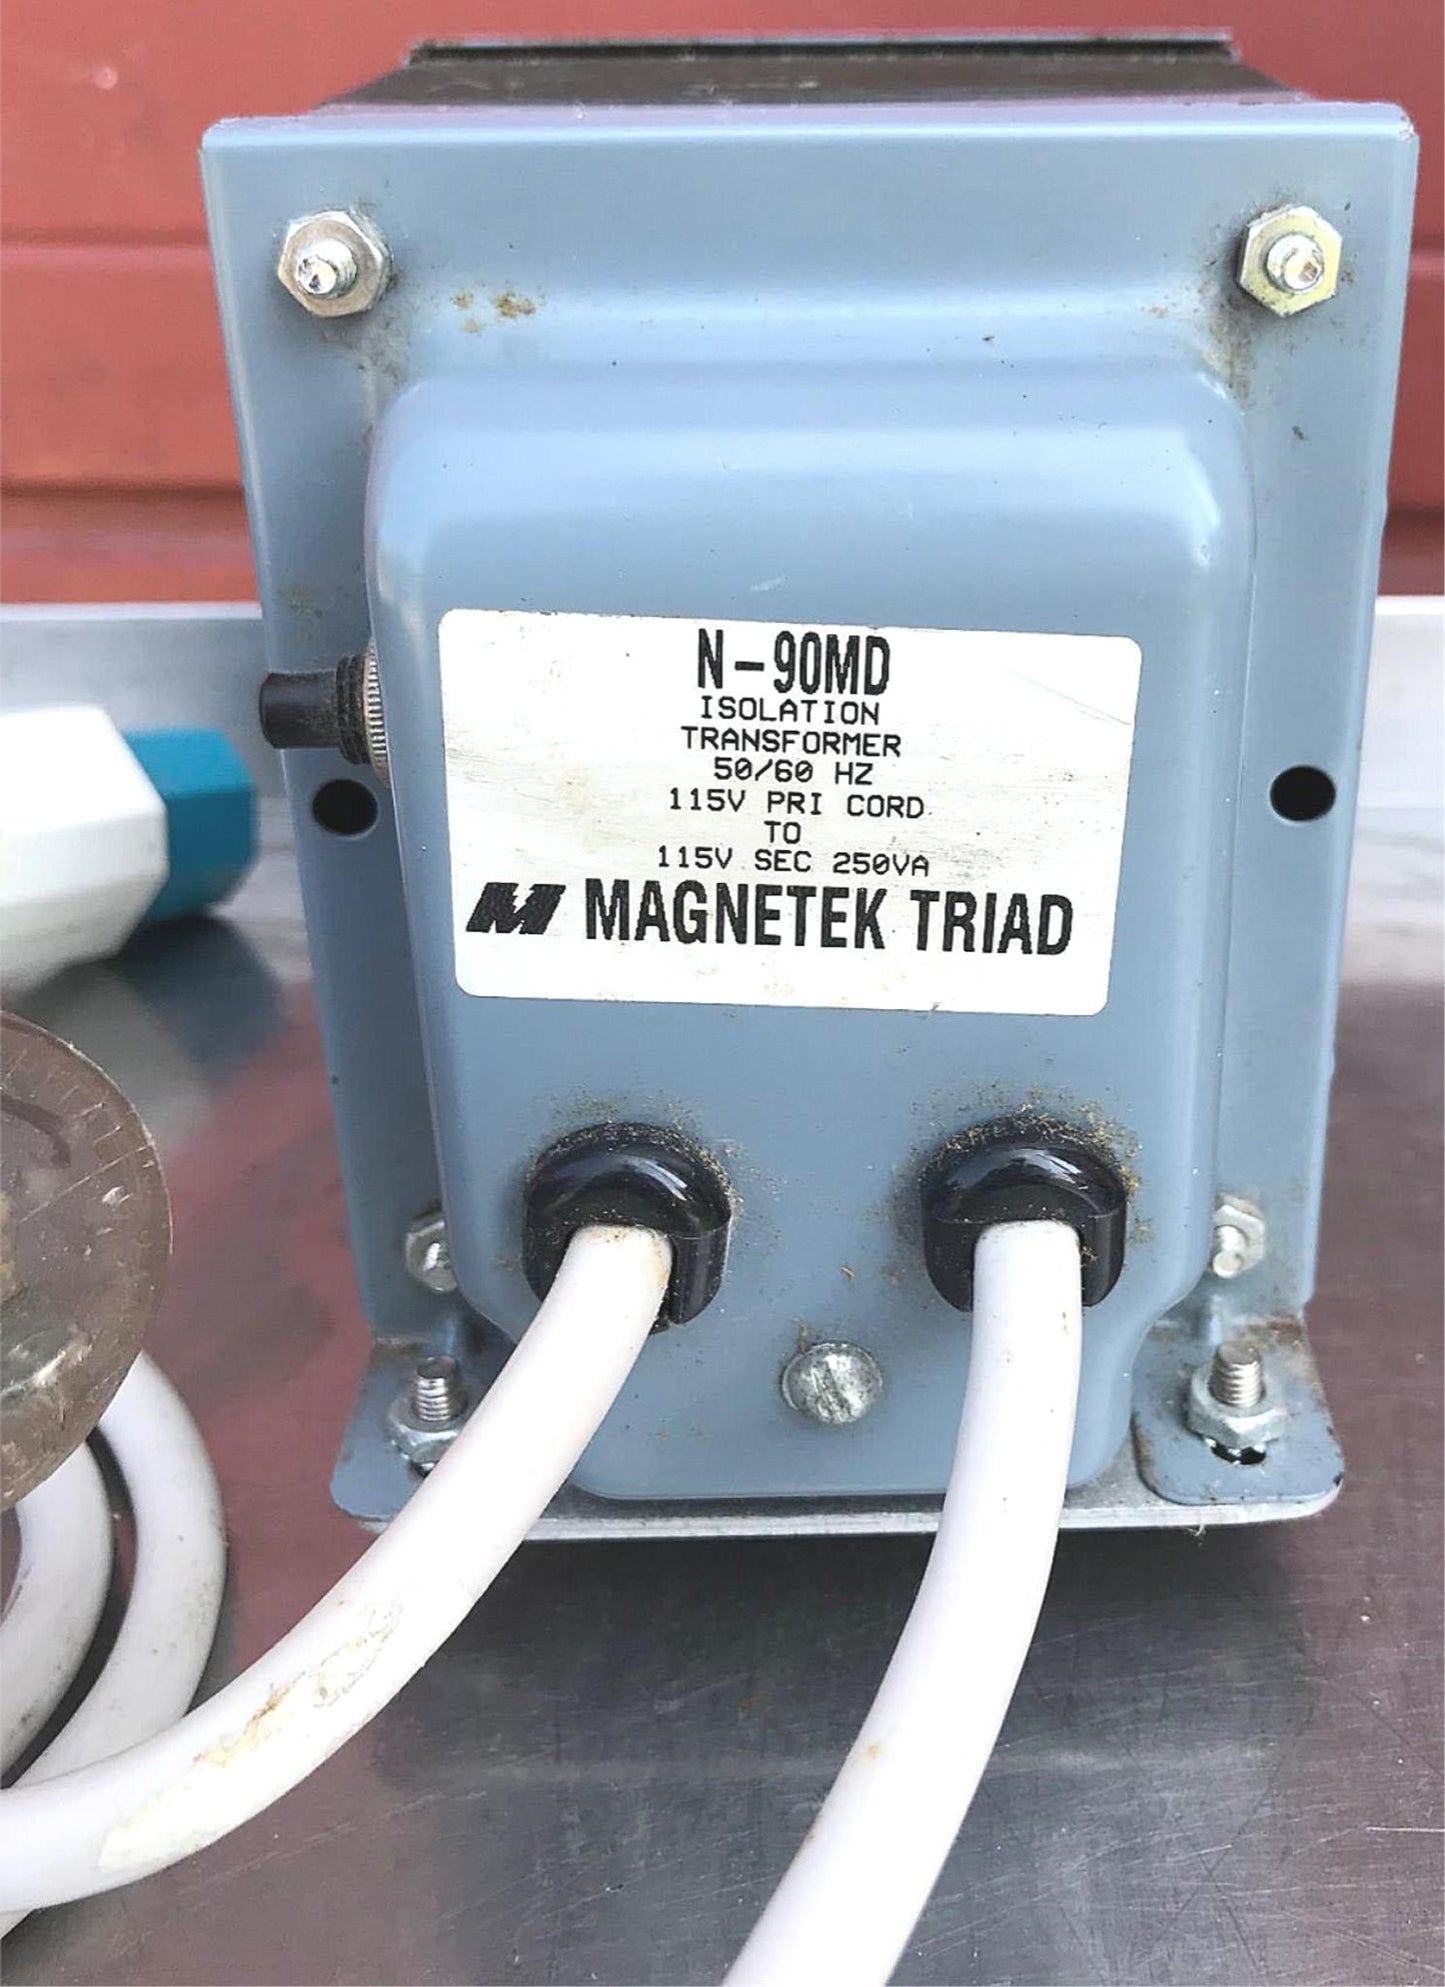 N-90MD
ISOLATION
TRANSFORMER
50/60 HZ
115V PRI CORD
TO
115V SEC 250VA
M MAGNETEK TRIAD